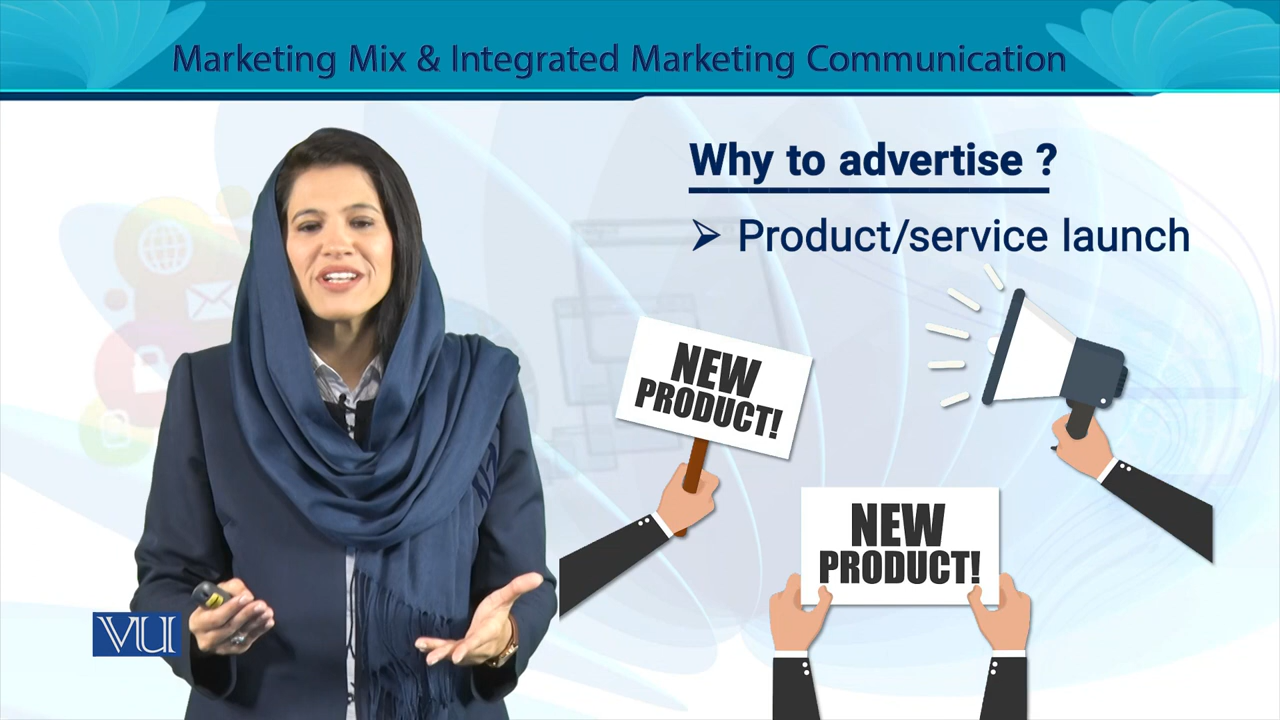 Marketing Mix & Integrated Marketing Communication
Why to advertise ?
Product/service launch
NEW
PRODUCT!
NEW
PRODUCT!
VU